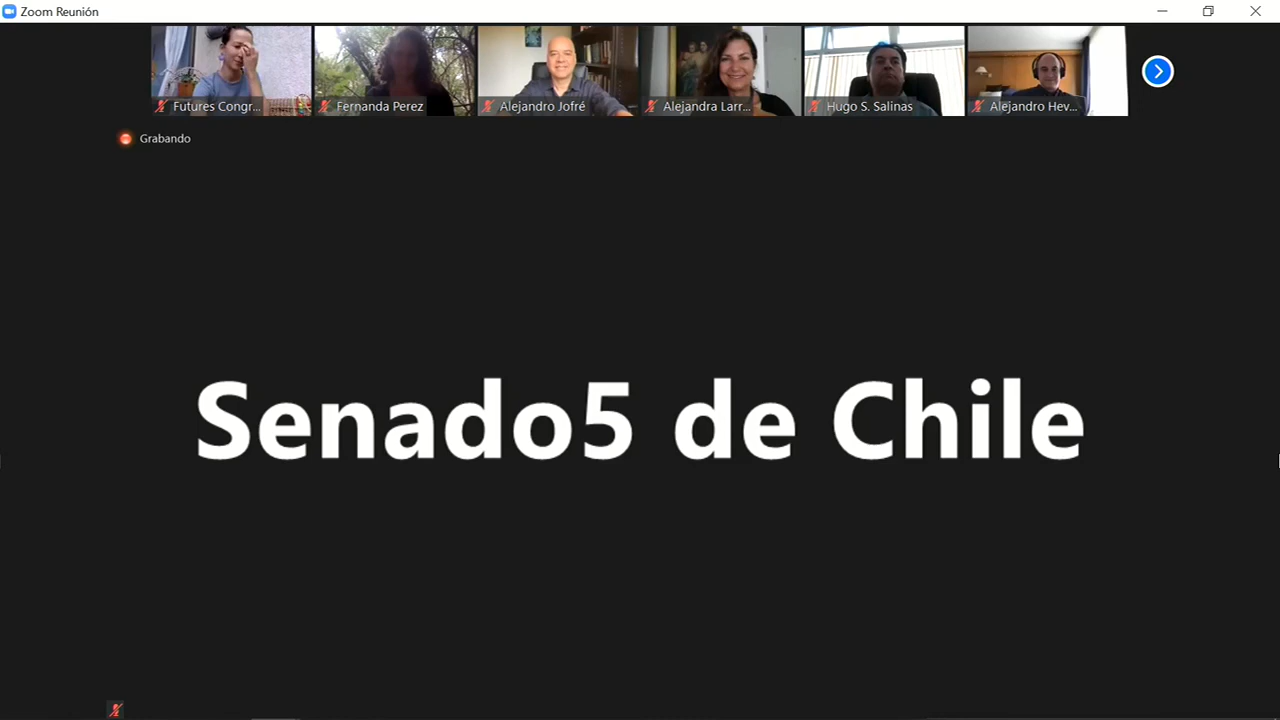 Zoom Reunión
Futures Congr...
Fernanda Perez
Alejandro Jofré
Alejandra Larr...
Hugo S. Salinas
Alejandro Hev...
Grabando
Senado5 de Chile